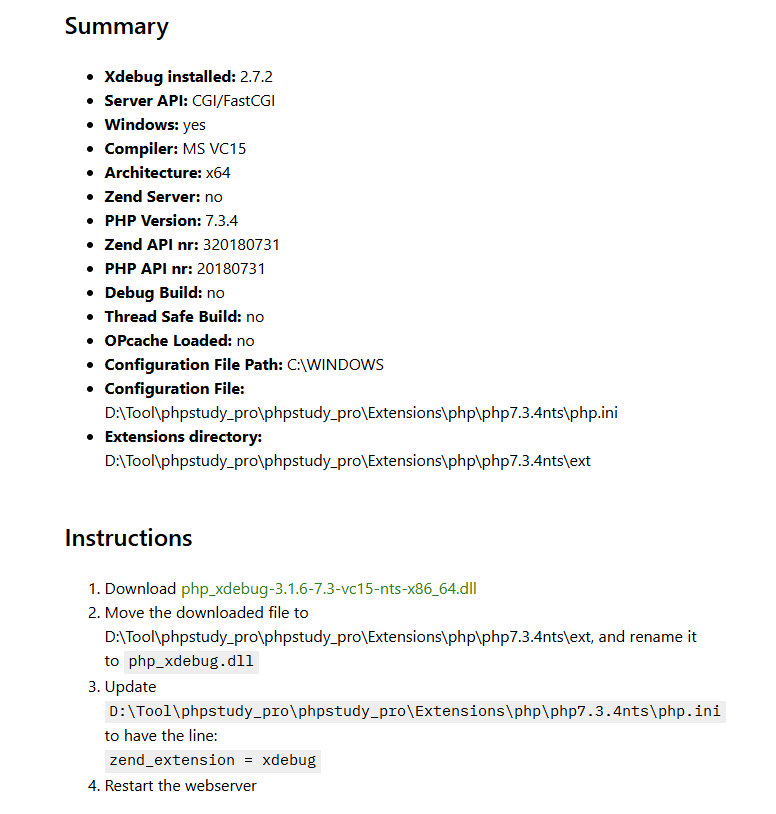 Summary
• Xdebug installed: 2.7.2
• Server API: CGI/FastCGI
• Windows: yes
• Compiler: MS VC15
• Architecture: x64
• Zend Server: no
• PHP Version: 7.3.4
• Zend API nr: 320180731
• PHP API nr: 20180731
• Debug Build: no
• Thread Safe Build: no
• OPcache Loaded: no
• Configuration File Path: C:\WINDOWS
• Configuration File:
D:\Tool\phpstudy_pro\phpstudy_pro\Extensions\php\php7.3.4nts\php.ini
• Extensions directory:
D:\Tool\phpstudy_pro\phpstudy_pro\Extensions\php\php7.3.4nts\ext
Instructions
1. Download php_xdebug-3.1.6-7.3-vc15-nts-x86_64.dll
2. Move the downloaded file to
D:\Tool\phpstudy_pro\phpstudy_pro\Extensions\php\php7.3.4nts\ext, and rename it
to php_xdebug.dll
3. Update
D:\Tool\phpstudy_pro\phpstudy_pro\Extensions\php\php7.3.4nts\php.ini
to have the line:
zend_extension = xdebug
4. Restart the webserver